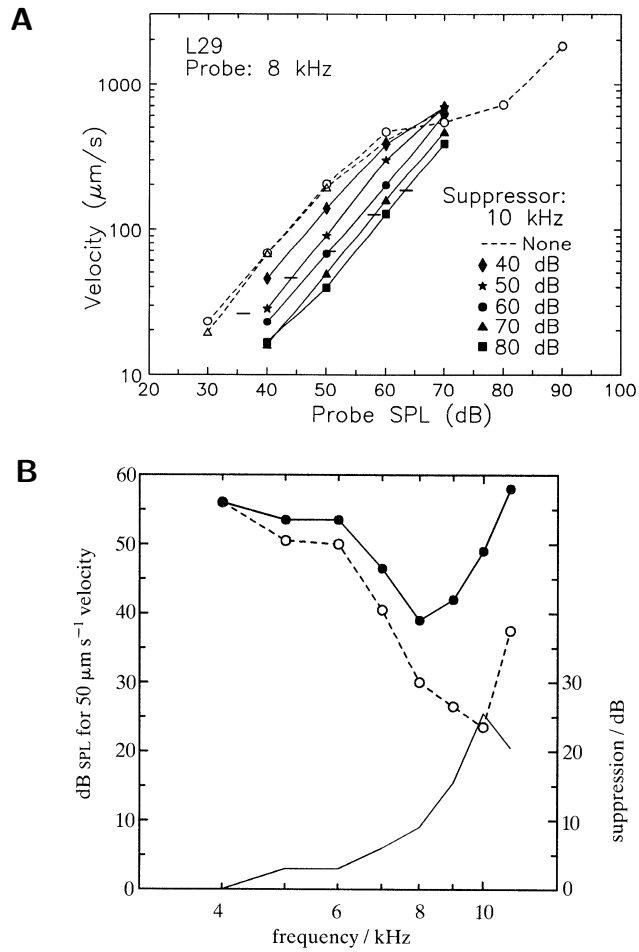 A
L29
Probe: 8 kHz
1000
100
10
Velocity (μm/s)
Suppressor:
10 kHz
None
40 dB
50 dB
60 dB
70 dB
80 dB
20 30 40 50 60 70 80 90 100
Probe SPL (dB)
B
60
50
40
30
20
10
0
dB SPL for 50 μm s⁻¹ velocity
30
20
10
0
suppression / dB
4 6 8 10
frequency / kHz